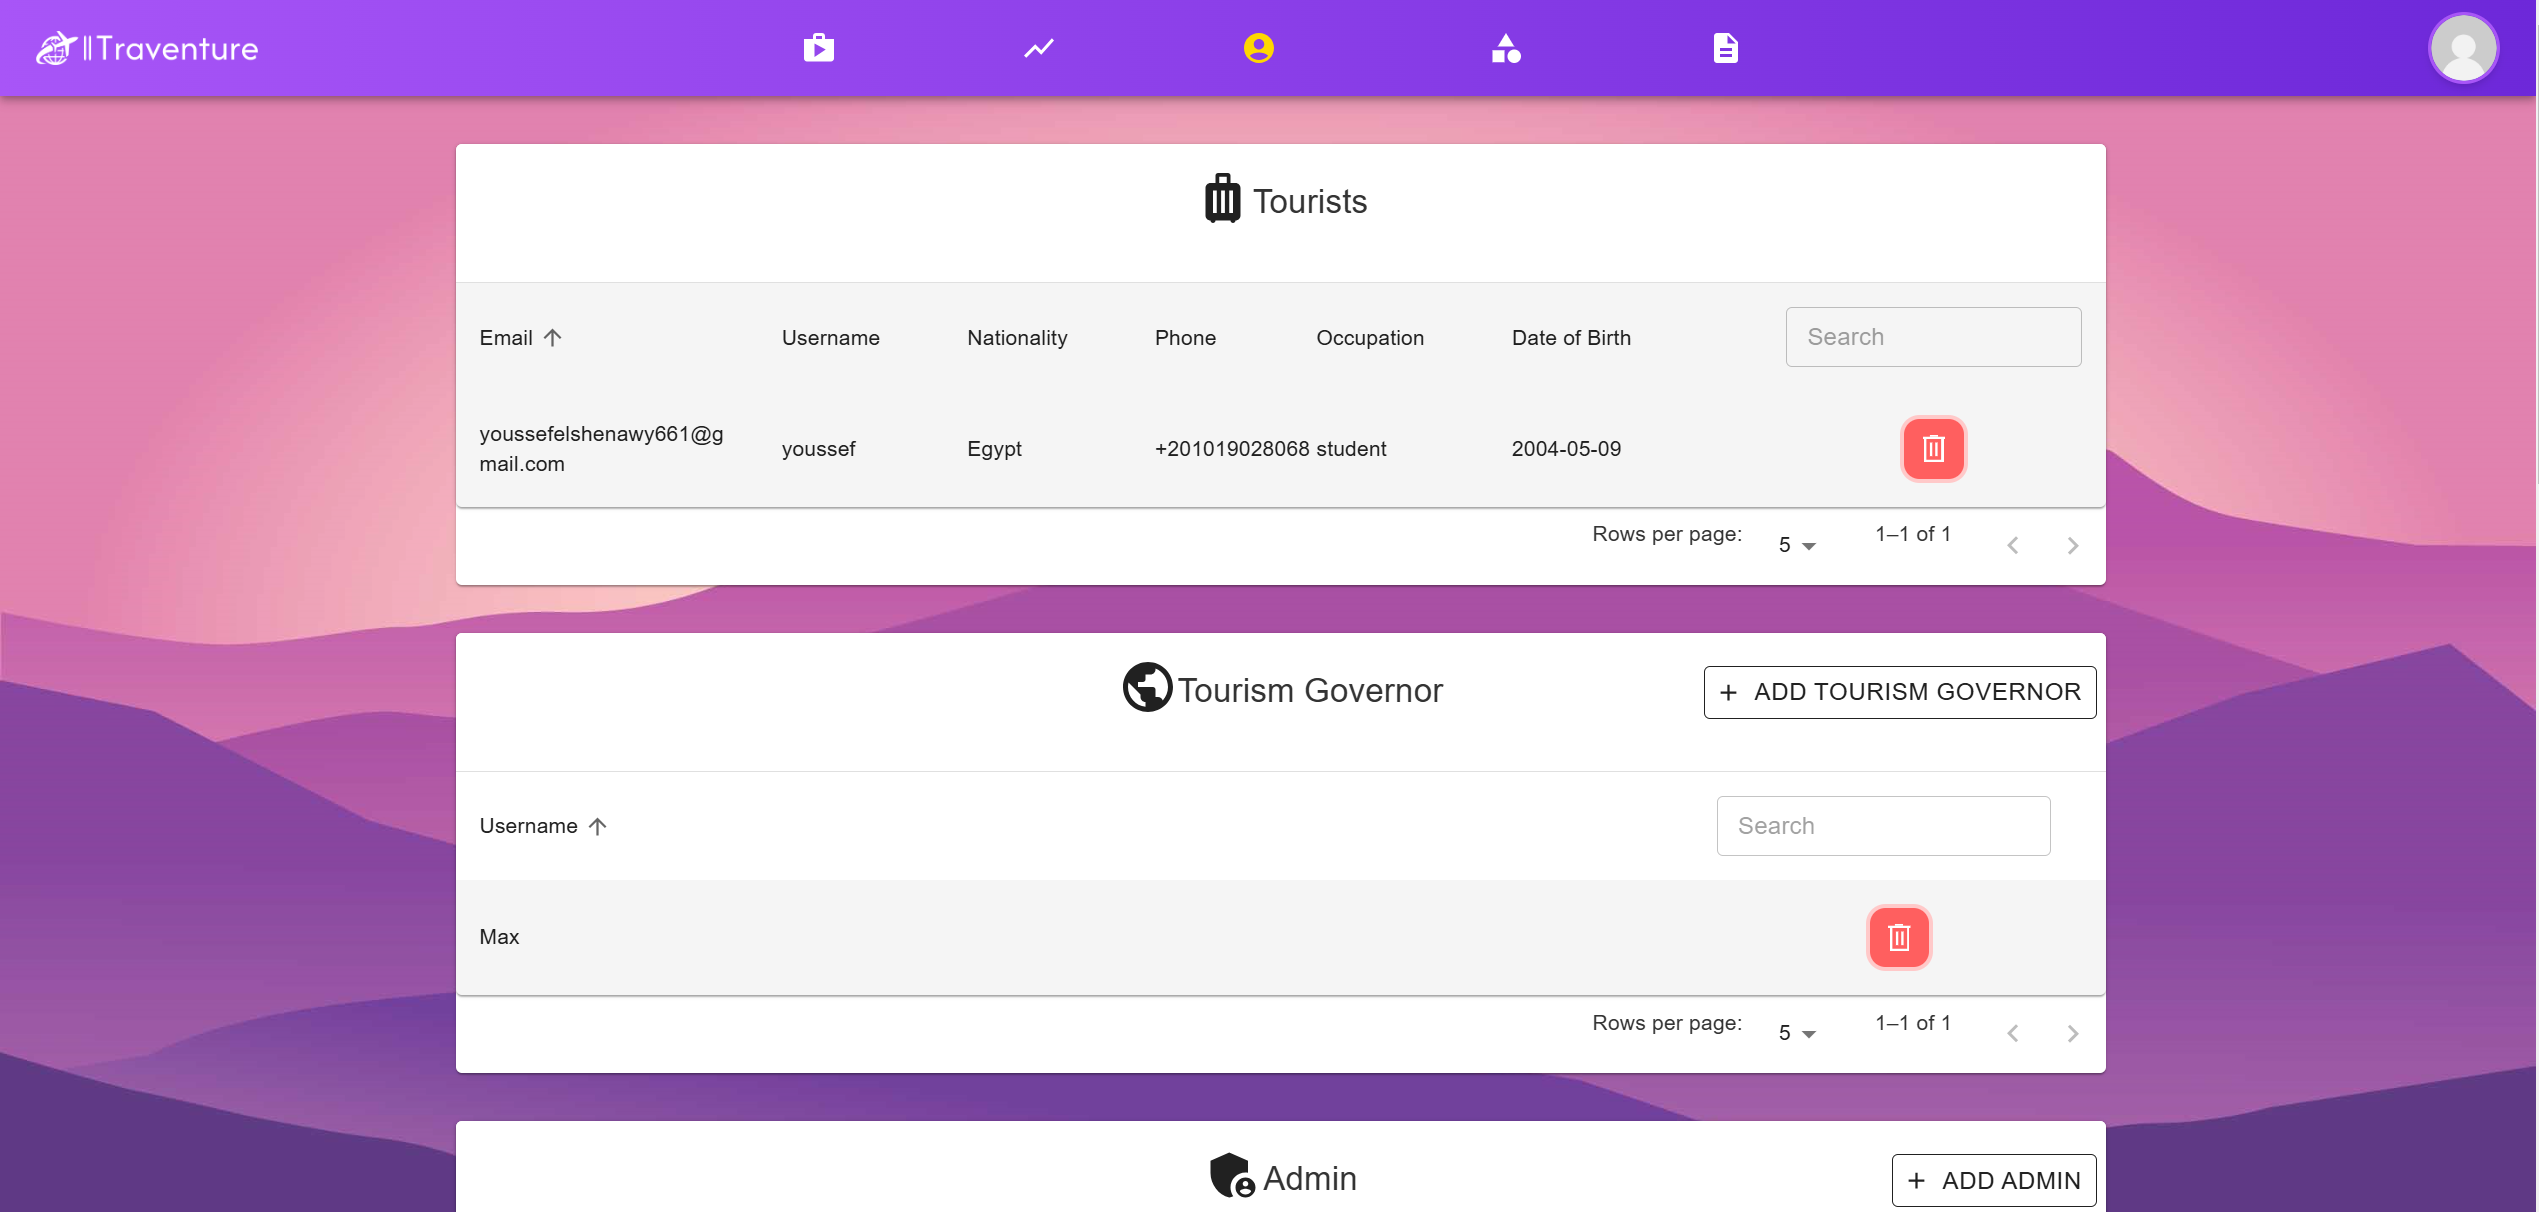 Traventure
Tourists
Email Username Nationality Phone Occupation Date of Birth Search
youssefelshenawy661@g
mail.com
youssef Egypt +201019028068 student 2004-05-09
Rows per page: 5 1–1 of 1
Tourism Governor
+ ADD TOURISM GOVERNOR
Username Search
Max
Rows per page: 5 1–1 of 1
Admin
+ ADD ADMIN